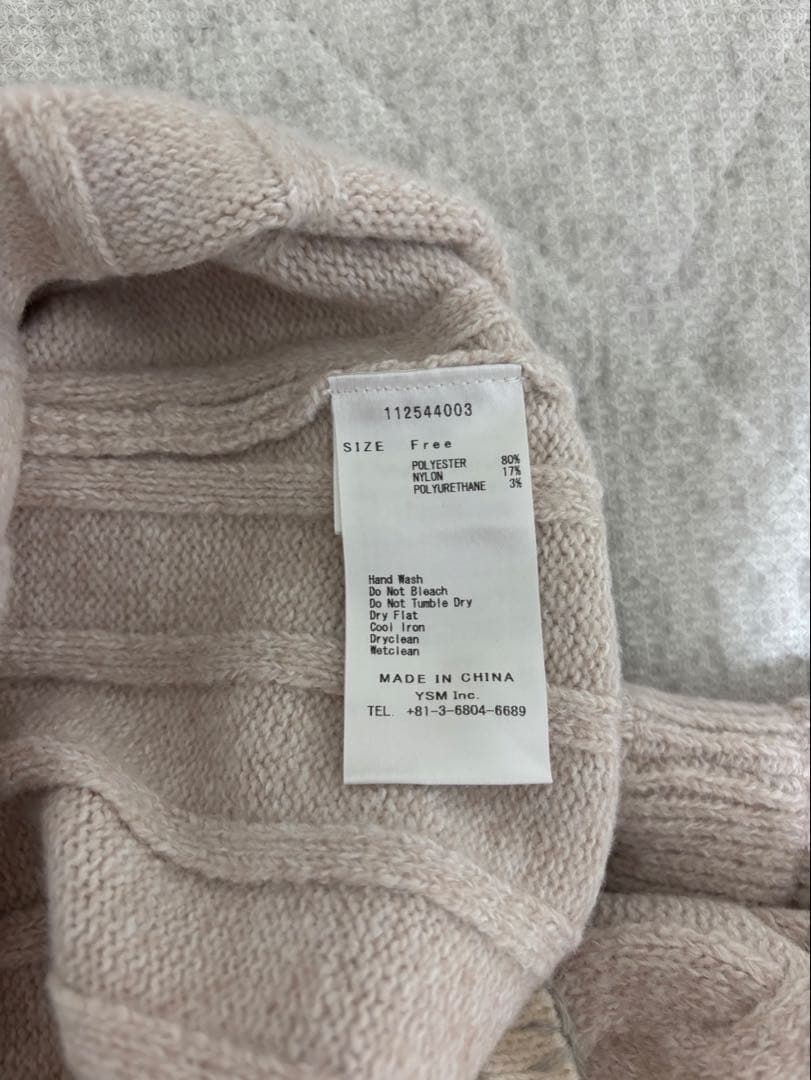 112544003
SIZE Free
POLYESTER 80%
NYLON 17%
POLYURETHANE 3%
Hand Wash
Do Not Bleach
Do Not Tumble Dry
Dry Flat
Cool Iron
Dryclean
Wetclean
MADE IN CHINA
YSM Inc.
TEL. +81-3-6804-6689